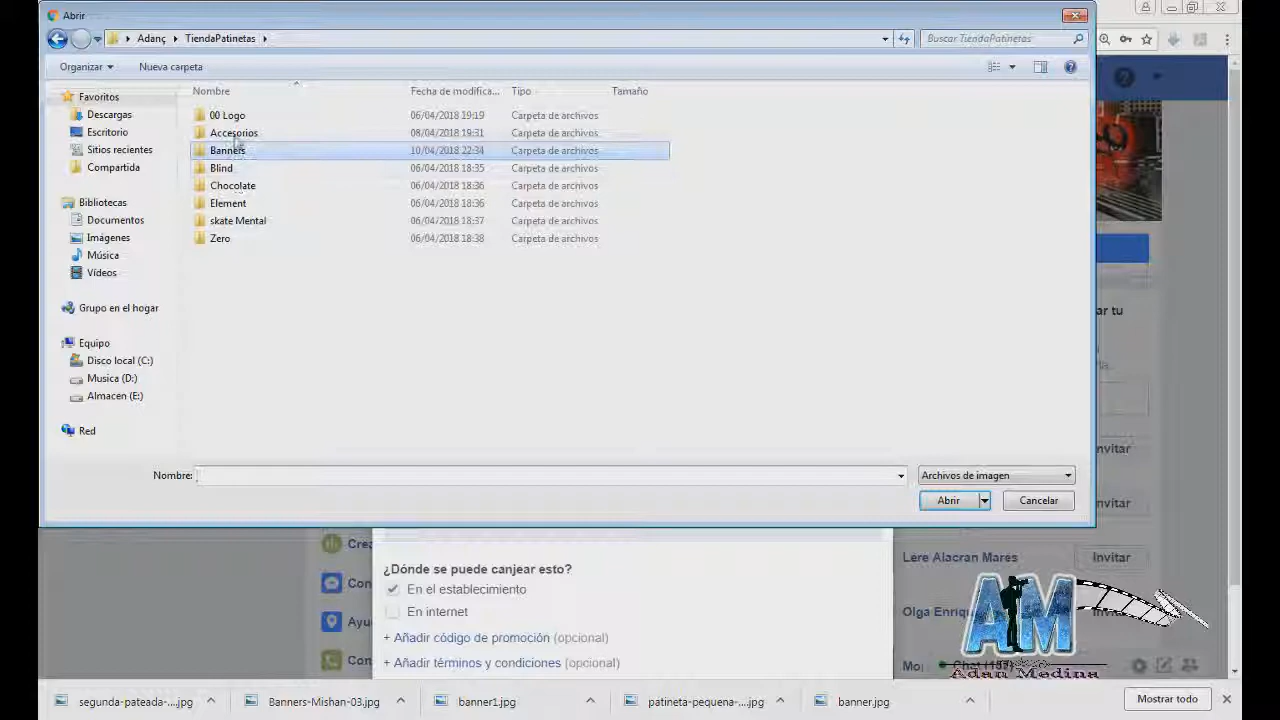 Abrir
Adanç TiendaPatinetas
Buscar TiendaPatinetas
Organizar Nueva carpeta
Nombre Fecha de modifica... Tipo Tamaño
Favoritos
Descargas
Escritorio
Sitios recientes
Compartida
Bibliotecas
Documentos
Imágenes
Música
Vídeos
Grupo en el hogar
Equipo
Disco local (C:)
Musica (D:)
Almacen (E:)
Red
00 Logo 06/04/2018 19:19 Carpeta de archivos
Accesorios 08/04/2018 19:31 Carpeta de archivos
Banners 10/04/2018 22:34 Carpeta de archivos
Blind 06/04/2018 18:35 Carpeta de archivos
Chocolate 06/04/2018 18:36 Carpeta de archivos
Element 06/04/2018 18:36 Carpeta de archivos
skate Mental 06/04/2018 18:37 Carpeta de archivos
Zero 06/04/2018 18:38 Carpeta de archivos
Nombre:
Archivos de imagen
Abrir Cancelar
ar tu
Invitar
Invitar
Lere Alacran Mares Invitar
Crea
Con
Ayu
Con
¿Dónde se puede canjear esto?
En el establecimiento
En internet
+ Añadir código de promoción (opcional)
+ Añadir términos y condiciones (opcional)
AM
Adan Medina
segunda-pateada-...jpg
Banners-Mishan-03.jpg
banner1.jpg
patineta-pequena-....jpg
banner.jpg
Mostrar todo